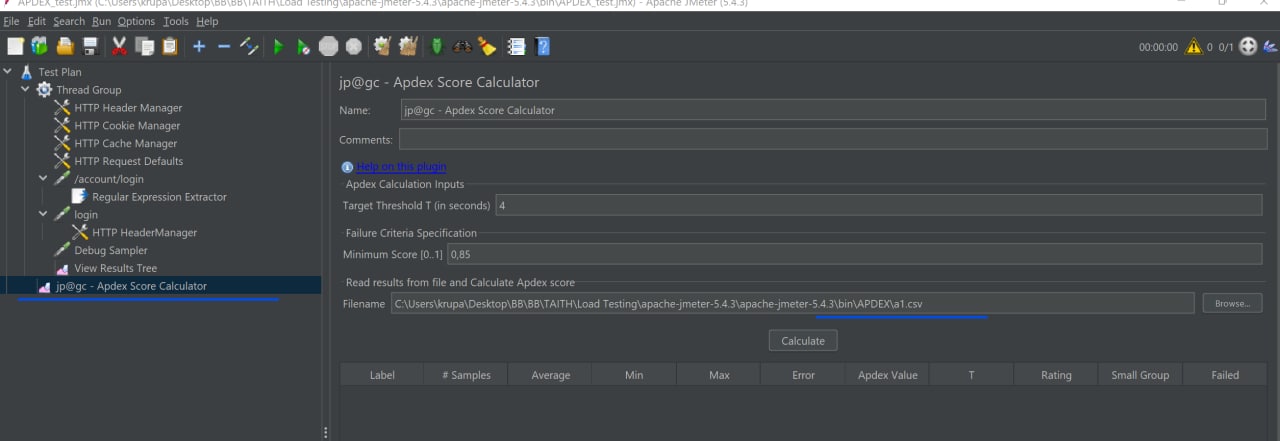 APDEX_test.jmx (C:\Users\krupa\Desktop\BB\BB\TAITH\Load Testing\apache-jmeter-5.4.3\apache-jmeter-5.4.3\bin\APDEX_test.jmx) - Apache JMeter (5.4.3)
File Edit Search Run Options Tools Help
00:00:00 0 0/1
Test Plan
Thread Group
HTTP Header Manager
HTTP Cookie Manager
HTTP Cache Manager
HTTP Request Defaults
/account/login
Regular Expression Extractor
login
HTTP HeaderManager
Debug Sampler
View Results Tree
jp@gc - Apdex Score Calculator
jp@gc - Apdex Score Calculator
Name: jp@gc - Apdex Score Calculator
Comments:
Help on this plugin
Apdex Calculation Inputs
Target Threshold T (in seconds) 4
Failure Criteria Specification
Minimum Score [0..1] 0,85
Read results from file and Calculate Apdex score
Filename C:\Users\krupa\Desktop\BB\BB\TAITH\Load Testing\apache-jmeter-5.4.3\apache-jmeter-5.4.3\bin\APDEX\a1.csv Browse...
Calculate
Label # Samples Average Min Max Error Apdex Value T Rating Small Group Failed